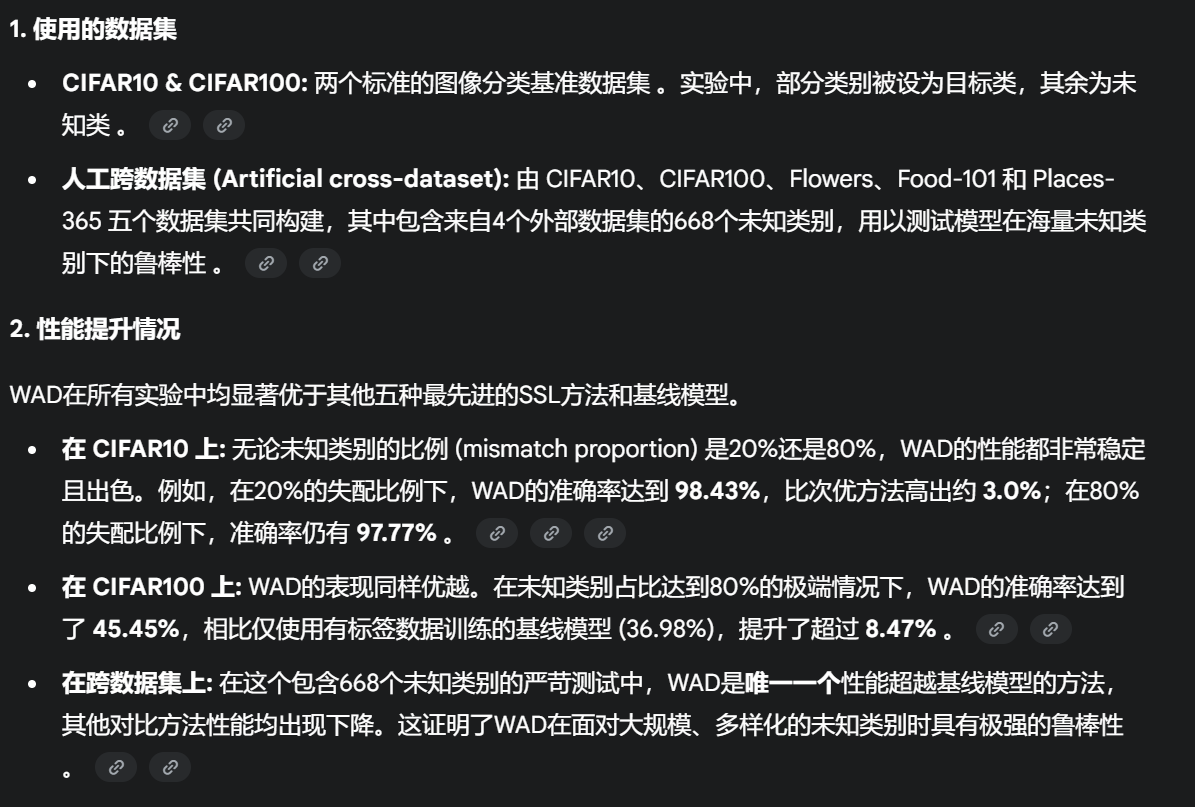 1. 使用的数据集
• CIFAR10 & CIFAR100: 两个标准的图像分类基准数据集 。实验中，部分类别被设为目标类，其余为未
知类 。
• 人工跨数据集 (Artificial cross-dataset): 由 CIFAR10、CIFAR100、Flowers、Food-101 和 Places-
365 五个数据集共同构建，其中包含来自4个外部数据集的668个未知类别，用以测试模型在海量未知类
别下的鲁棒性 。
2. 性能提升情况
WAD在所有实验中均显著优于其他五种最先进的SSL方法和基线模型。
• 在 CIFAR10 上: 无论未知类别的比例 (mismatch proportion) 是20%还是80%，WAD的性能都非常稳定
且出色。例如，在20%的失配比例下，WAD的准确率达到 98.43%，比次优方法高出约 3.0%；在80%
的失配比例下，准确率仍有 97.77% 。
• 在 CIFAR100 上: WAD的表现同样优越。在未知类别占比达到80%的极端情况下，WAD的准确率达到
了 45.45%，相比仅使用有标签数据训练的基线模型 (36.98%)，提升了超过 8.47% 。
• 在跨数据集上: 在这个包含668个未知类别的严苛测试中，WAD是唯一一个性能超越基线模型的方法，
其他对比方法性能均出现下降。这证明了WAD在面对大规模、多样化的未知类别时具有极强的鲁棒性
。